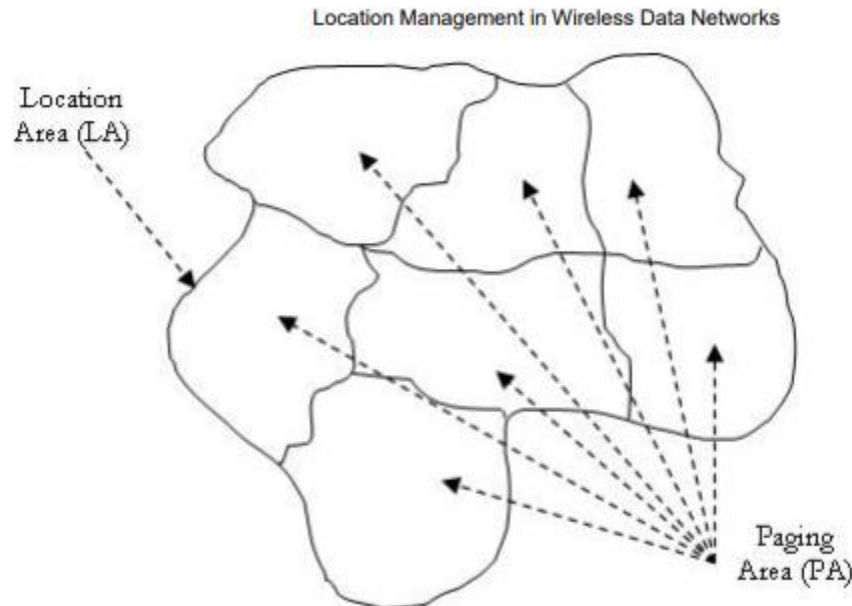 Location Management in Wireless Data Networks
Location
Area (LA)
Paging
Area (PA)